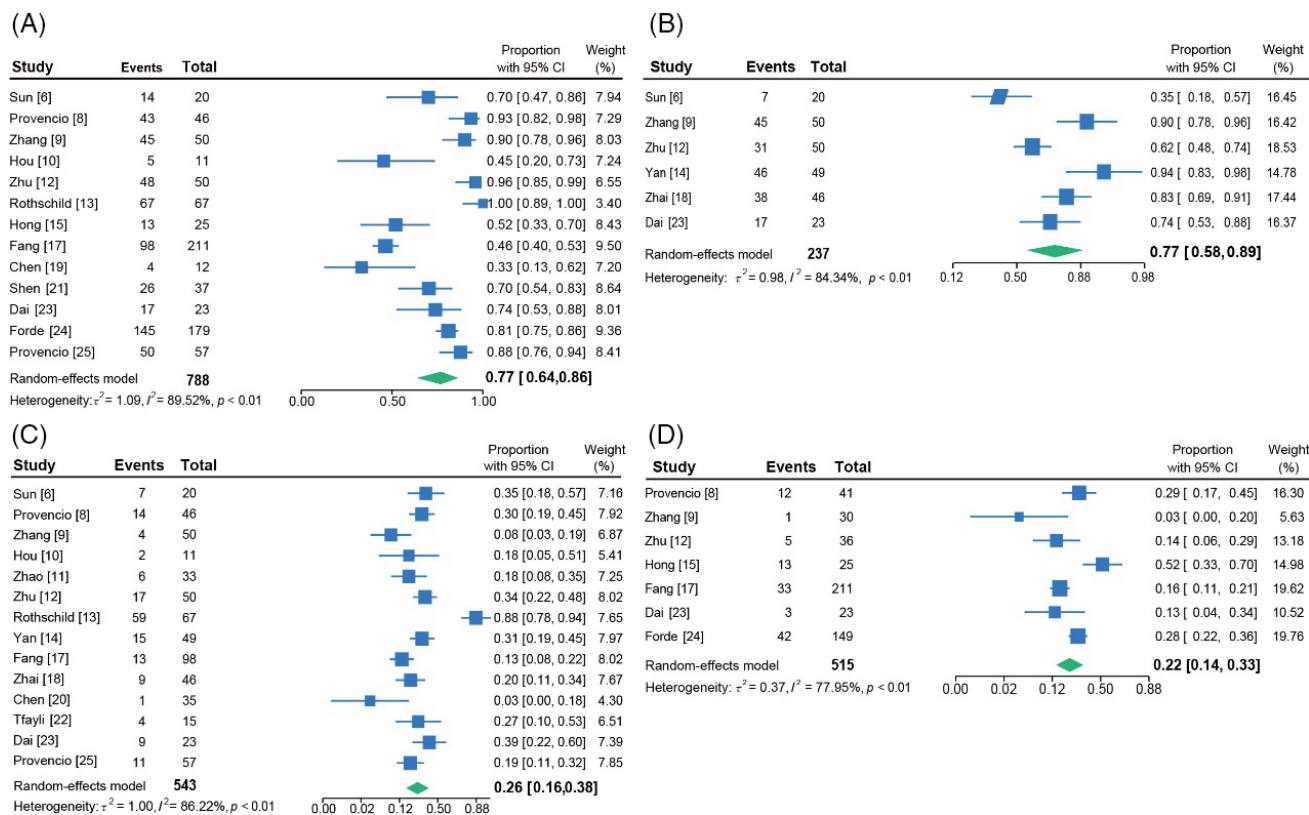 (A)
Proportion Weight
Study Events Total with 95% CI (%)
Sun [6] 14 20 0.70 [0.47, 0.86] 7.94
Provencio [8] 43 46 0.93 [0.82, 0.98] 7.29
Zhang [9] 45 50 0.90 [0.78, 0.96] 8.03
Hou [10] 5 11 0.45 [0.20, 0.73] 7.24
Zhu [12] 48 50 0.96 [0.85, 0.99] 6.55
Rothschild [13] 67 67 1.00 [0.89, 1.00] 3.40
Hong [15] 13 25 0.52 [0.33, 0.70] 8.43
Fang [17] 98 211 0.46 [0.40, 0.53] 9.50
Chen [19] 4 12 0.33 [0.13, 0.62] 7.20
Shen [21] 26 37 0.70 [0.54, 0.83] 8.64
Dai [23] 17 23 0.74 [0.53, 0.88] 8.01
Forde [24] 145 179 0.81 [0.75, 0.86] 9.36
Provencio [25] 50 57 0.88 [0.76, 0.94] 8.41
Random-effects model 788 0.77 [0.64,0.86]
Heterogeneity: τ² = 1.09, I² = 89.52%, p < 0.01
0.00 0.50 1.00
(B)
Proportion Weight
Study Events Total with 95% CI (%)
Sun [6] 7 20 0.35 [ 0.18, 0.57] 16.45
Zhang [9] 45 50 0.90 [ 0.78, 0.96] 16.42
Zhu [12] 31 50 0.62 [ 0.48, 0.74] 18.53
Yan [14] 46 49 0.94 [ 0.83, 0.98] 14.78
Zhai [18] 38 46 0.83 [ 0.69, 0.91] 17.44
Dai [23] 17 23 0.74 [ 0.53, 0.88] 16.37
Random-effects model 237 0.77 [0.58,0.89]
Heterogeneity: τ² = 0.98, I² = 84.34%, p < 0.01
0.12 0.50 0.88 0.98
(C)
Proportion Weight
Study Events Total with 95% CI (%)
Sun [6] 7 20 0.35 [0.18, 0.57] 7.16
Provencio [8] 14 46 0.30 [0.19, 0.45] 7.92
Zhang [9] 4 50 0.08 [0.03, 0.19] 6.87
Hou [10] 2 11 0.18 [0.05, 0.51] 5.41
Zhao [11] 6 33 0.18 [0.08, 0.35] 7.25
Zhu [12] 17 50 0.34 [0.22, 0.48] 8.02
Rothschild [13] 59 67 0.88 [0.78, 0.94] 7.65
Yan [14] 15 49 0.31 [0.19, 0.45] 7.97
Fang [17] 13 98 0.13 [0.08, 0.22] 8.02
Zhai [18] 9 46 0.20 [0.11, 0.34] 7.67
Chen [20] 1 35 0.03 [0.00, 0.18] 4.30
Tfayli [22] 4 15 0.27 [0.10, 0.53] 6.51
Dai [23] 9 23 0.39 [0.22, 0.60] 7.39
Provencio [25] 11 57 0.19 [0.11, 0.32] 7.85
Random-effects model 543 0.26 [0.16,0.38]
Heterogeneity: τ² = 1.00, I² = 86.22%, p < 0.01
0.00 0.02 0.12 0.50 0.88
(D)
Proportion Weight
Study Events Total with 95% CI (%)
Provencio [8] 12 41 0.29 [ 0.17, 0.45] 16.30
Zhang [9] 1 30 0.03 [ 0.00, 0.20] 5.63
Zhu [12] 5 36 0.14 [ 0.06, 0.29] 13.18
Hong [15] 13 25 0.52 [ 0.33, 0.70] 14.98
Fang [17] 33 211 0.16 [ 0.11, 0.21] 19.62
Dai [23] 3 23 0.13 [ 0.04, 0.34] 10.52
Forde [24] 42 149 0.28 [ 0.22, 0.36] 19.76
Random-effects model 515 0.22 [0.14, 0.33]
Heterogeneity: τ² = 0.37, I² = 77.95%, p < 0.01
0.00 0.02 0.12 0.50 0.88